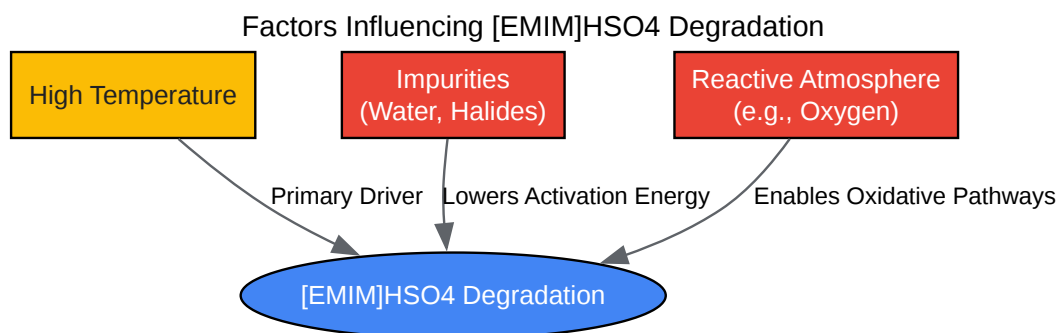 Factors Influencing [EMIM]HSO4 Degradation
High Temperature
Impurities
(Water, Halides)
Reactive Atmosphere
(e.g., Oxygen)
Primary Driver
Lowers Activation Energy
Enables Oxidative Pathways
[EMIM]HSO4 Degradation